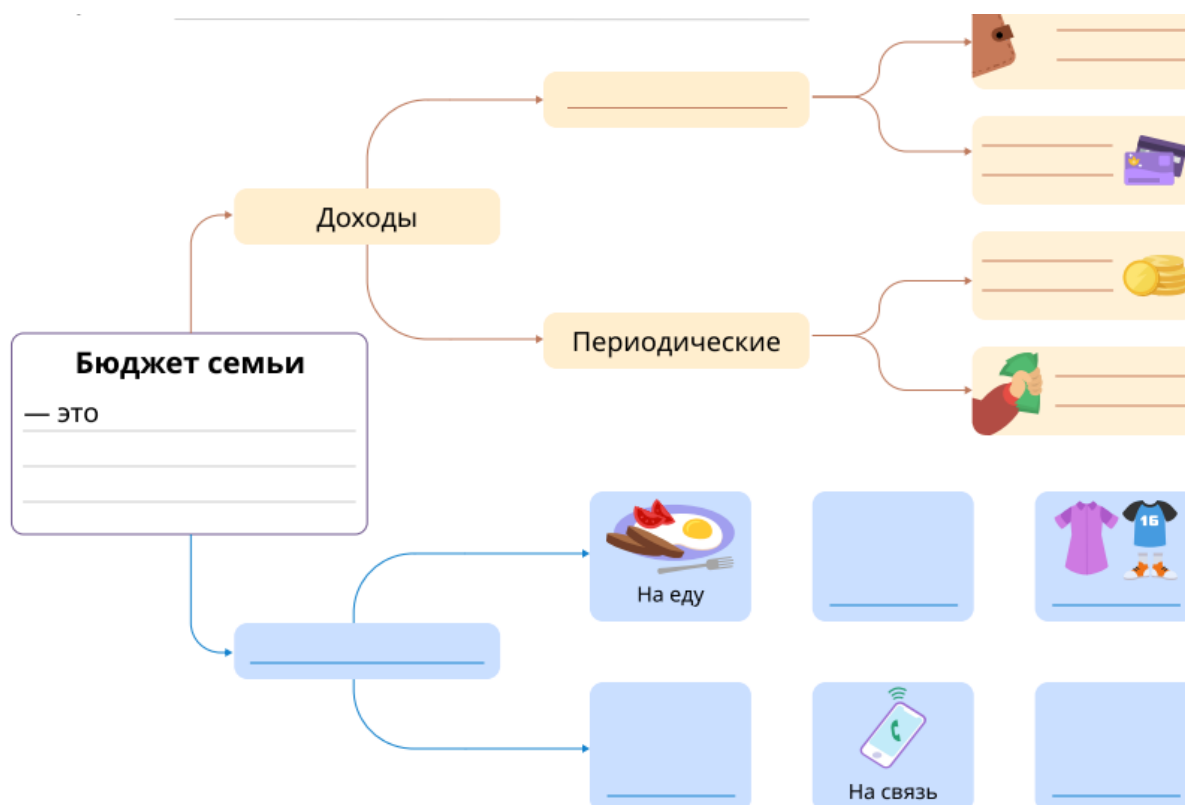 Доходы
Периодические
Бюджет семьи
— это
16
На еду
На связь